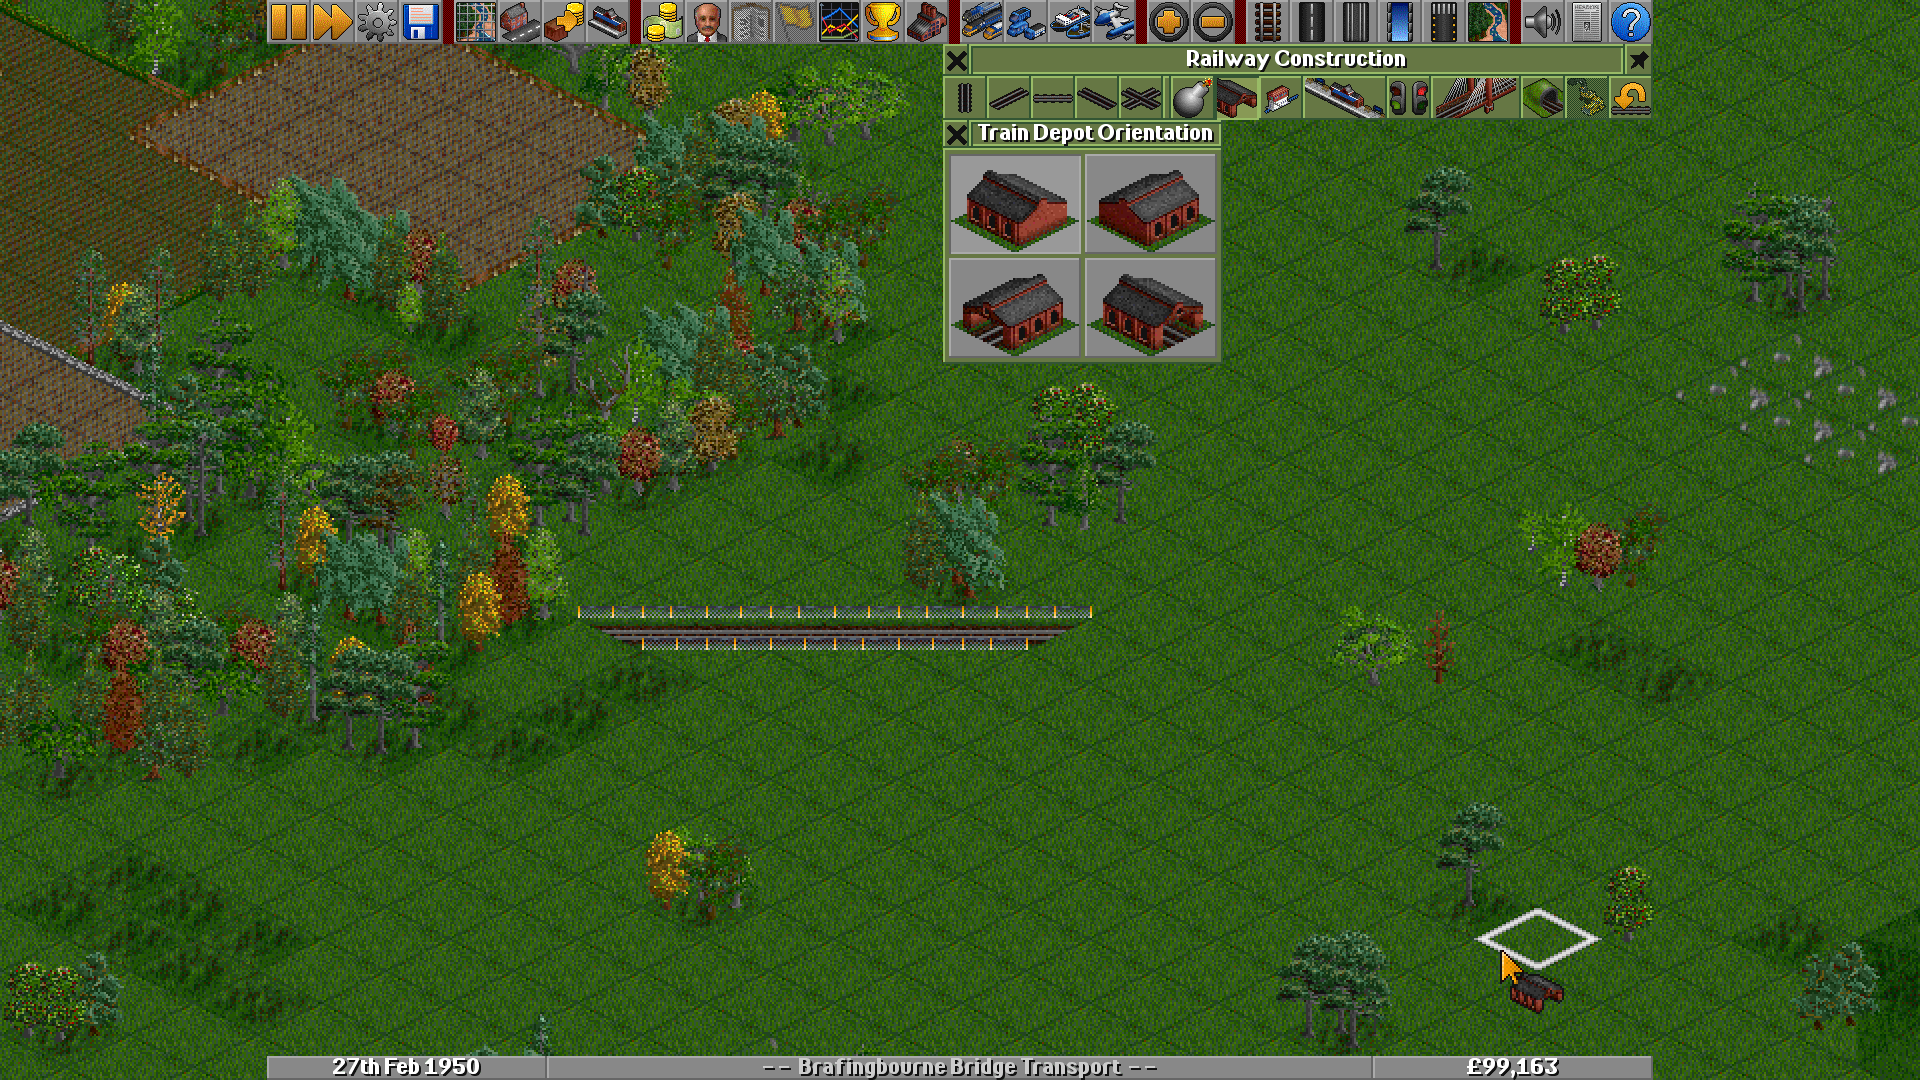 Railway Construction
Train Depot Orientation
27th Feb 1950
-- Brafingbourne Bridge Transport --
£99,163